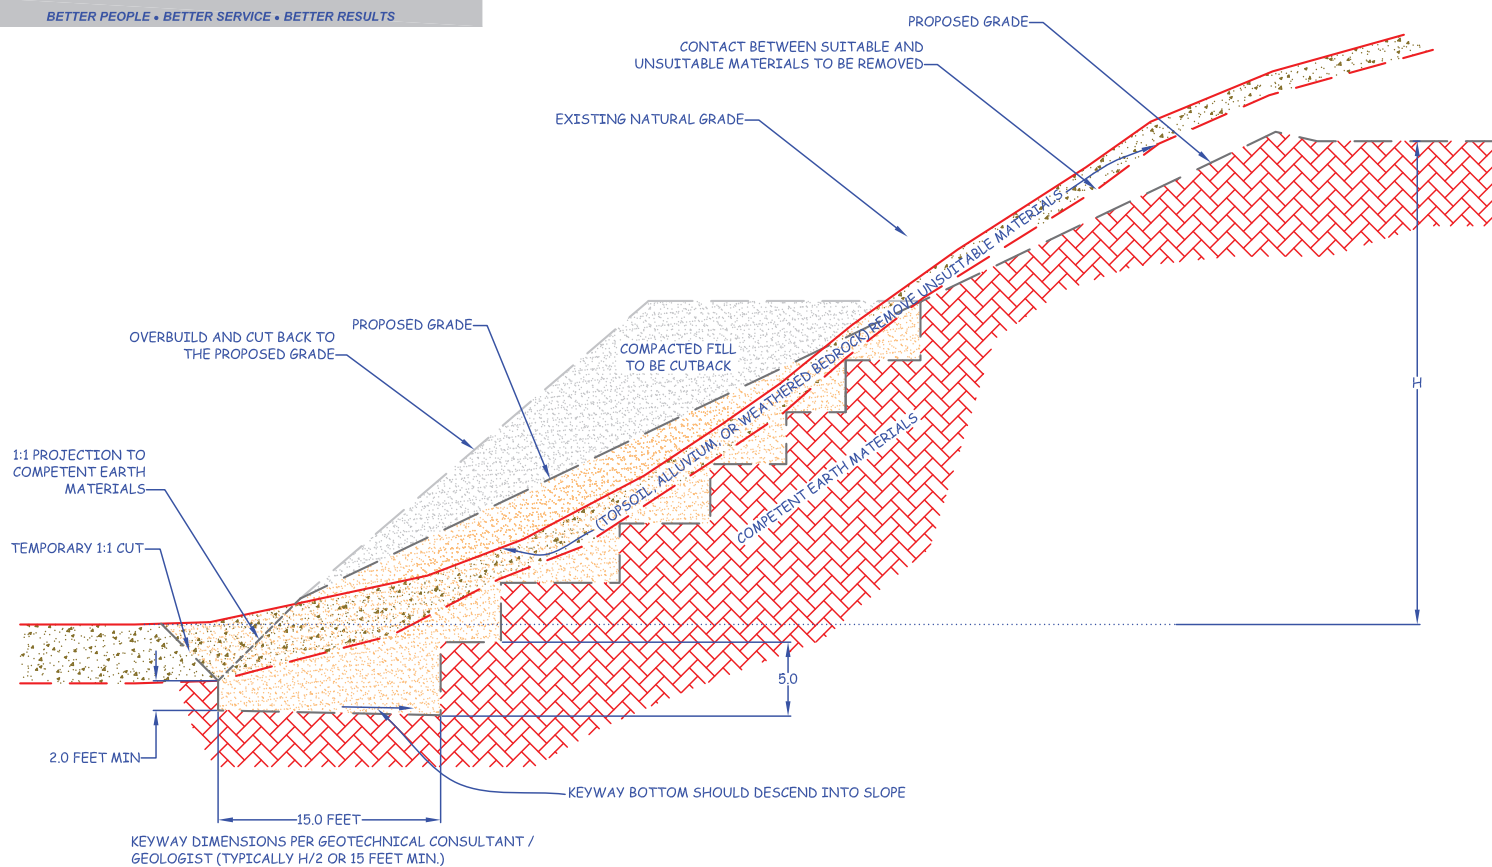 BETTER PEOPLE • BETTER SERVICE • BETTER RESULTS
PROPOSED GRADE
CONTACT BETWEEN SUITABLE AND
UNSUITABLE MATERIALS TO BE REMOVED
EXISTING NATURAL GRADE
REMOVE UNSUITABLE MATERIALS
(TOPSOIL, ALLUVIUM, OR WEATHERED BEDROCK)
OVERBUILD AND CUT BACK TO
THE PROPOSED GRADE
PROPOSED GRADE
COMPACTED FILL
TO BE CUTBACK
H
COMPETENT EARTH MATERIALS
1:1 PROJECTION TO
COMPETENT EARTH
MATERIALS
TEMPORARY 1:1 CUT
5.0
2.0 FEET MIN
KEYWAY BOTTOM SHOULD DESCEND INTO SLOPE
15.0 FEET
KEYWAY DIMENSIONS PER GEOTECHNICAL CONSULTANT /
GEOLOGIST (TYPICALLY H/2 OR 15 FEET MIN.)